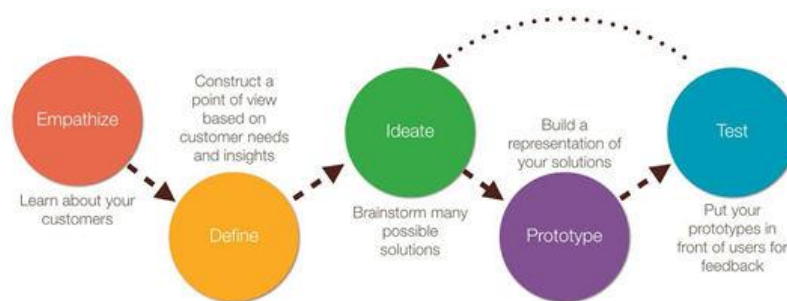 Empathize
Learn about your
customers
Construct a
point of view
based on
customer needs
and insights
Define
Ideate
Brainstorm many
possible
solutions
Build a
representation of
your solutions
Prototype
Test
Put your
prototypes in
front of users for
feedback